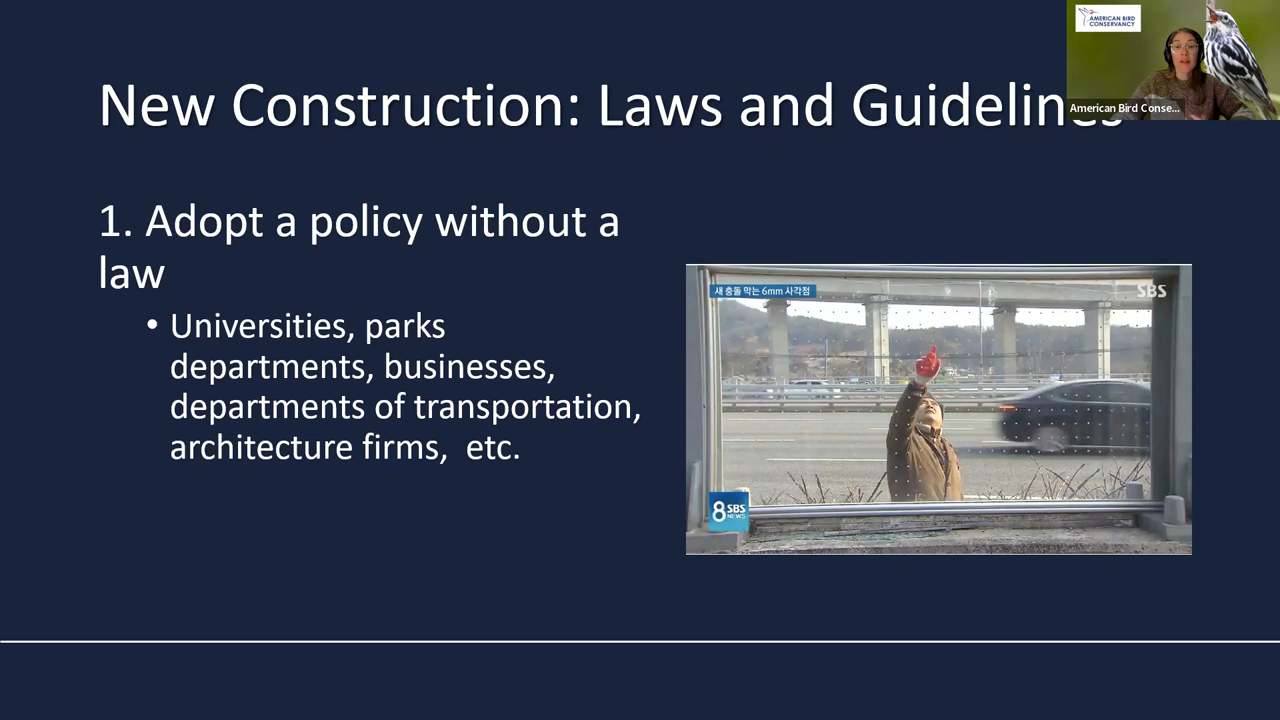 AMERICAN BIRD
CONSERVANCY
American Bird Conse...
New Construction: Laws and Guidelines
1. Adopt a policy without a
law
• Universities, parks
departments, businesses,
departments of transportation,
architecture firms, etc.
새 충돌 막는 6mm 사각점
SBS
8 SBS
NEWS